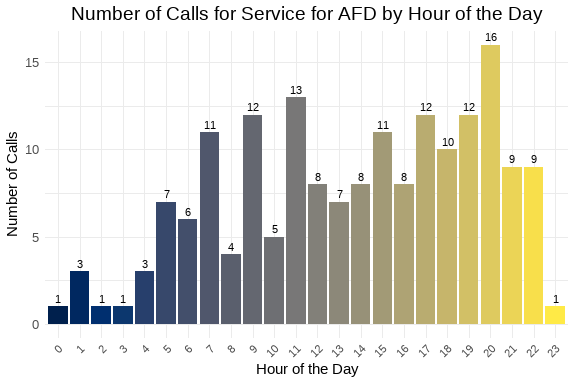 Number of Calls for Service for AFD by Hour of the Day
Number of Calls
15
10
5
0
1 3 1 1 3 7 6 11 4 12 5 13 8 7 8 11 8 12 10 12 16 9 9 1
0 1 2 3 4 5 6 7 8 9 10 11 12 13 14 15 16 17 18 19 20 21 22 23
Hour of the Day